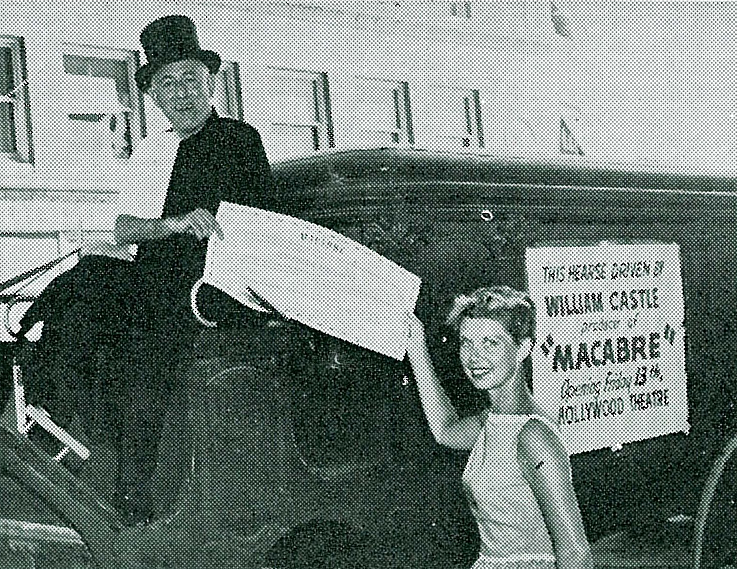 THIS HEARSE DRIVEN BY
WILLIAM CASTLE
producer of
"MACABRE"
Opening Friday 13th,
HOLLYWOOD THEATRE